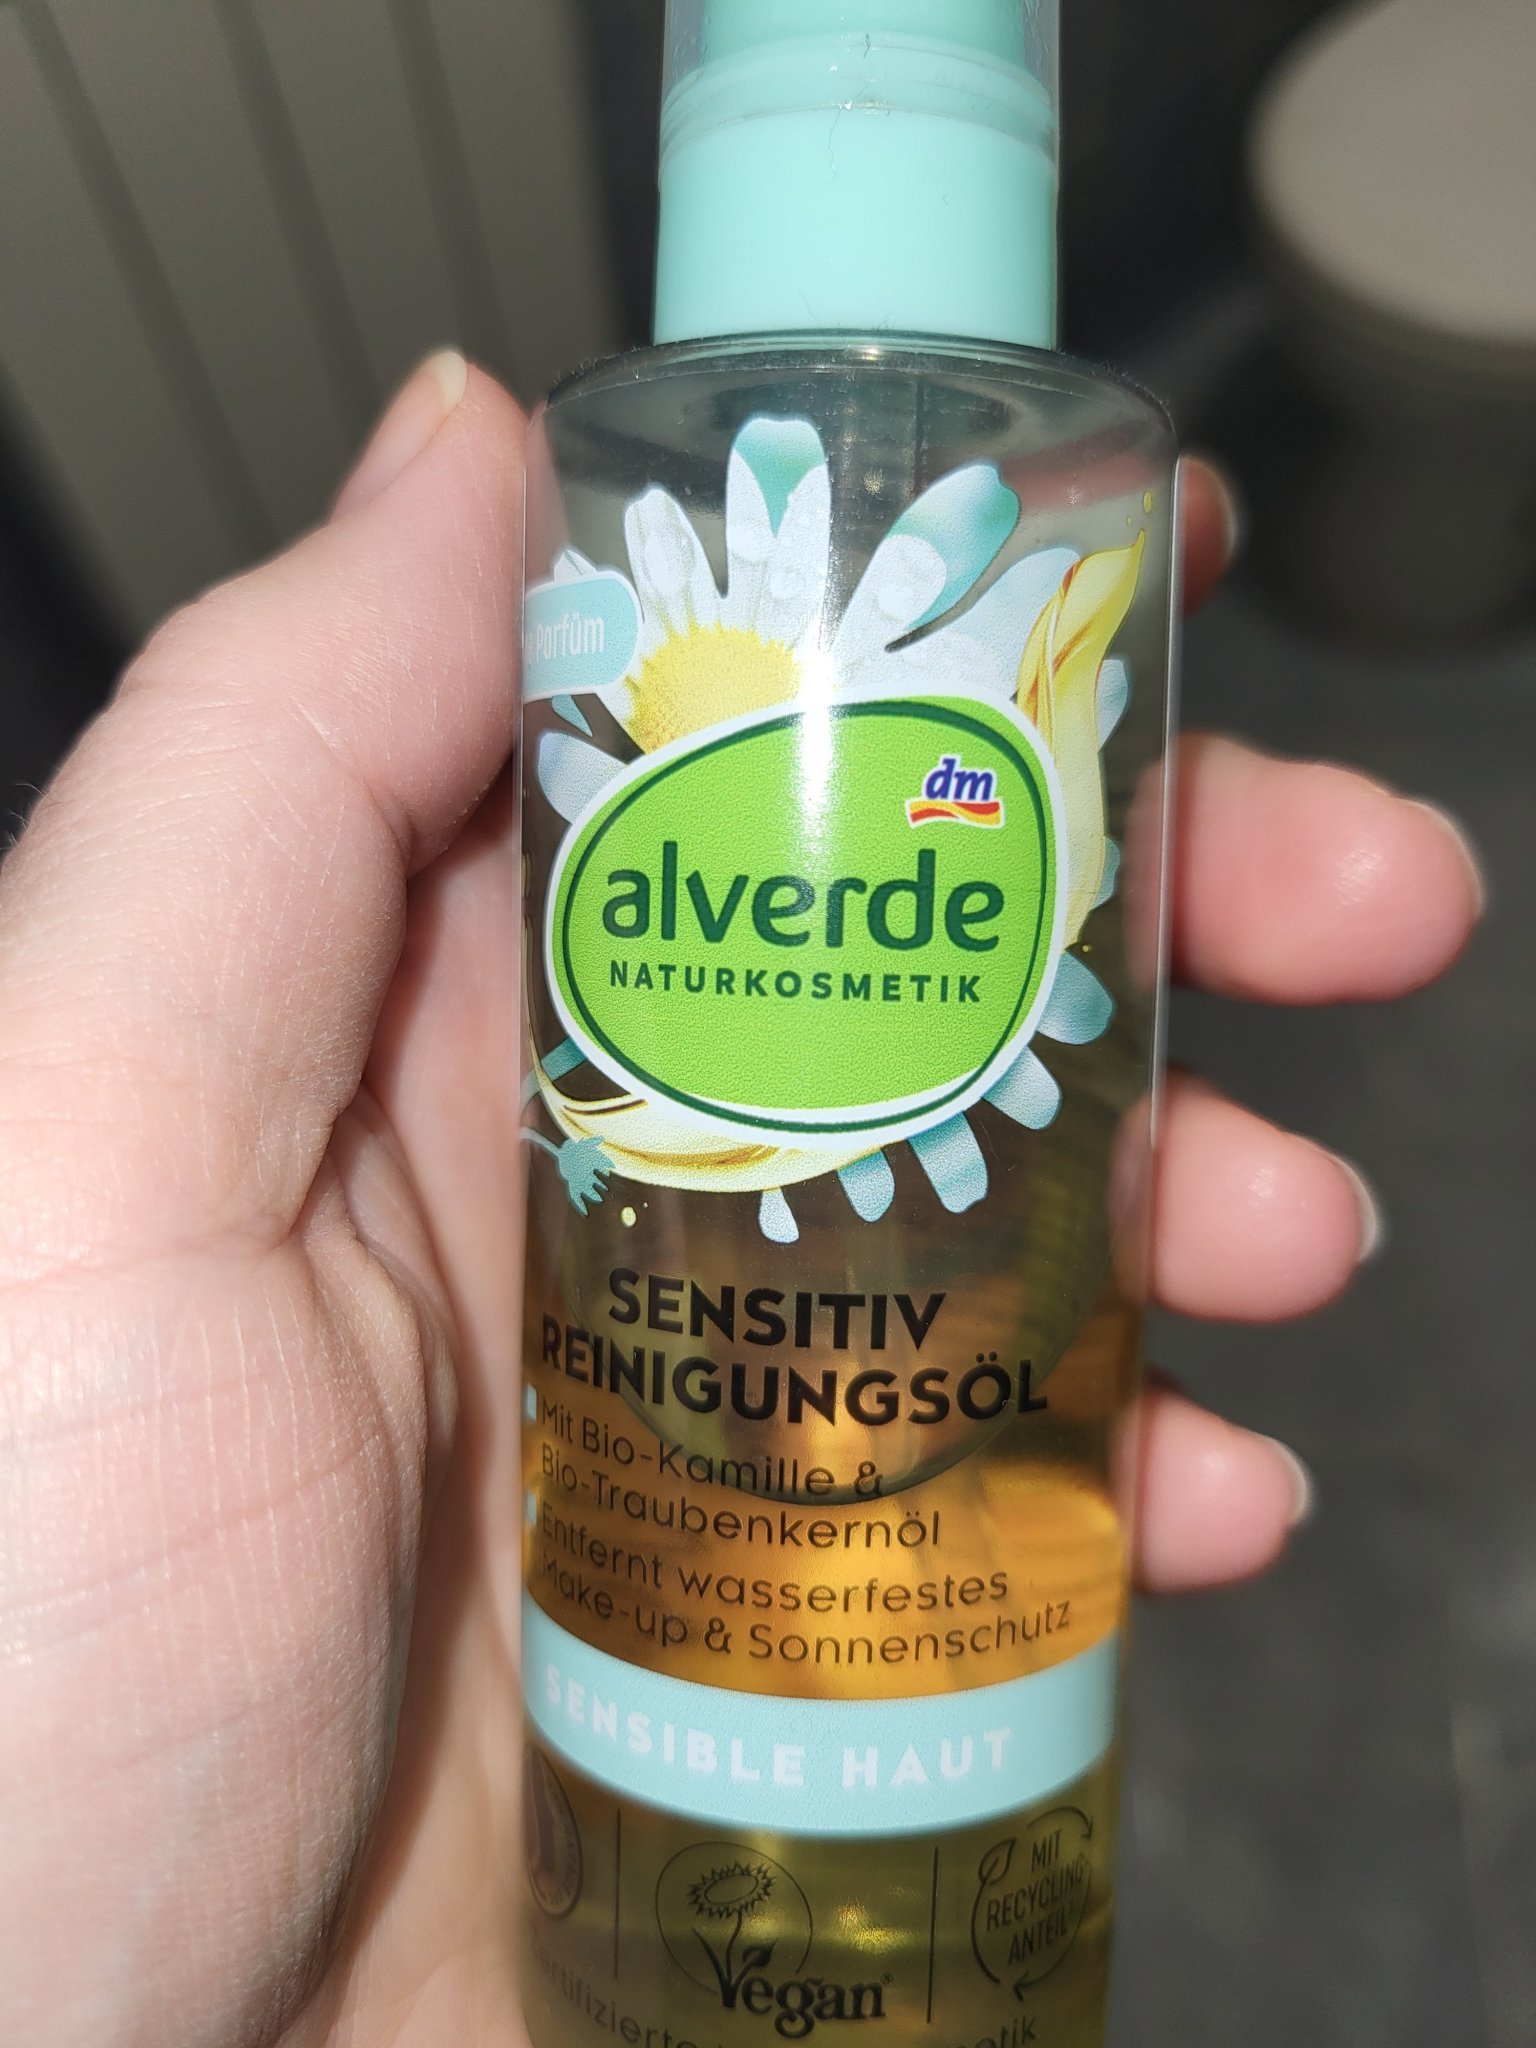 Parfüm
dm
alverde
NATURKOSMETIK
SENSITIV
REINIGUNGSÖL
Mit Bio-Kamille &
Bio-Traubenkernöl
Entfernt wasserfestes
Make-up & Sonnenschutz
SENSIBLE HAUT
MIT
RECYCLING
ANTEIL²
Vegan®